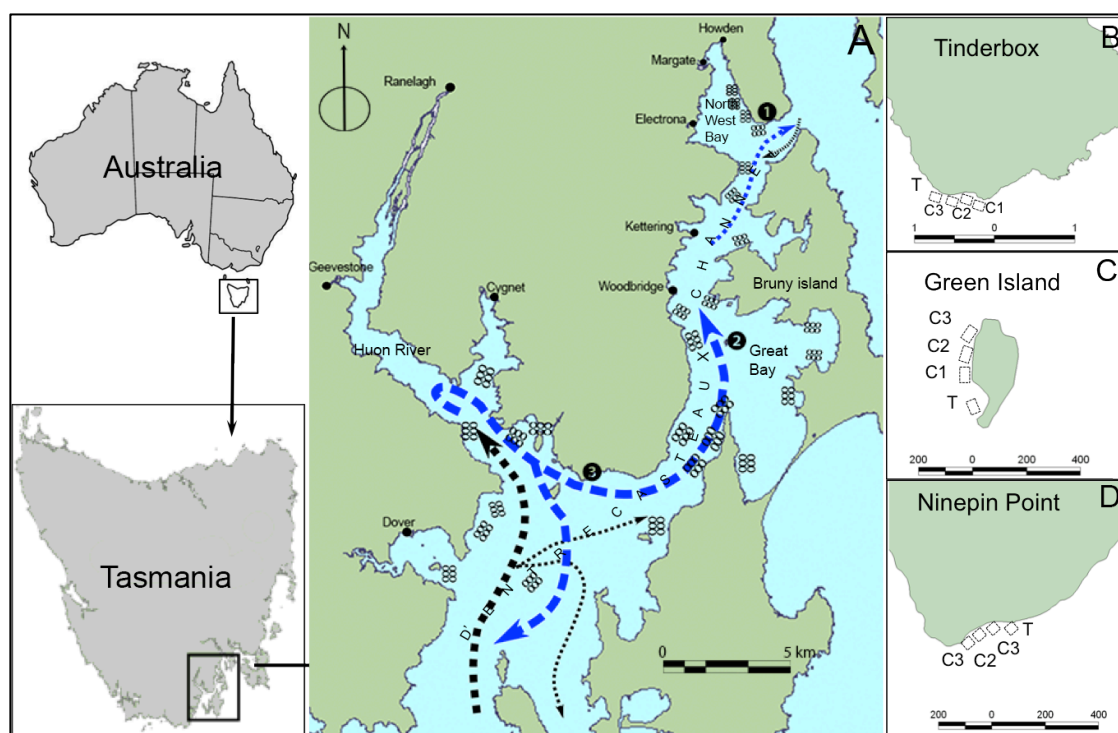 Australia
Tasmania
A
N
Howden
Margate
Ranelagh
North
West
Bay
1
Electrona
Kettering
Geevestone
Cygnet
Woodbridge
Bruny island
Huon River
2
Great
Bay
3
Dover
D' ENTRECASTEAUX CHANNEL
0 5 km
B
Tinderbox
T
C3 C2 C1
1 0 1
C
Green Island
C3
C2
C1
T
200 0 200 400
D
Ninepin Point
T
C3 C2 C3
200 0 200 400